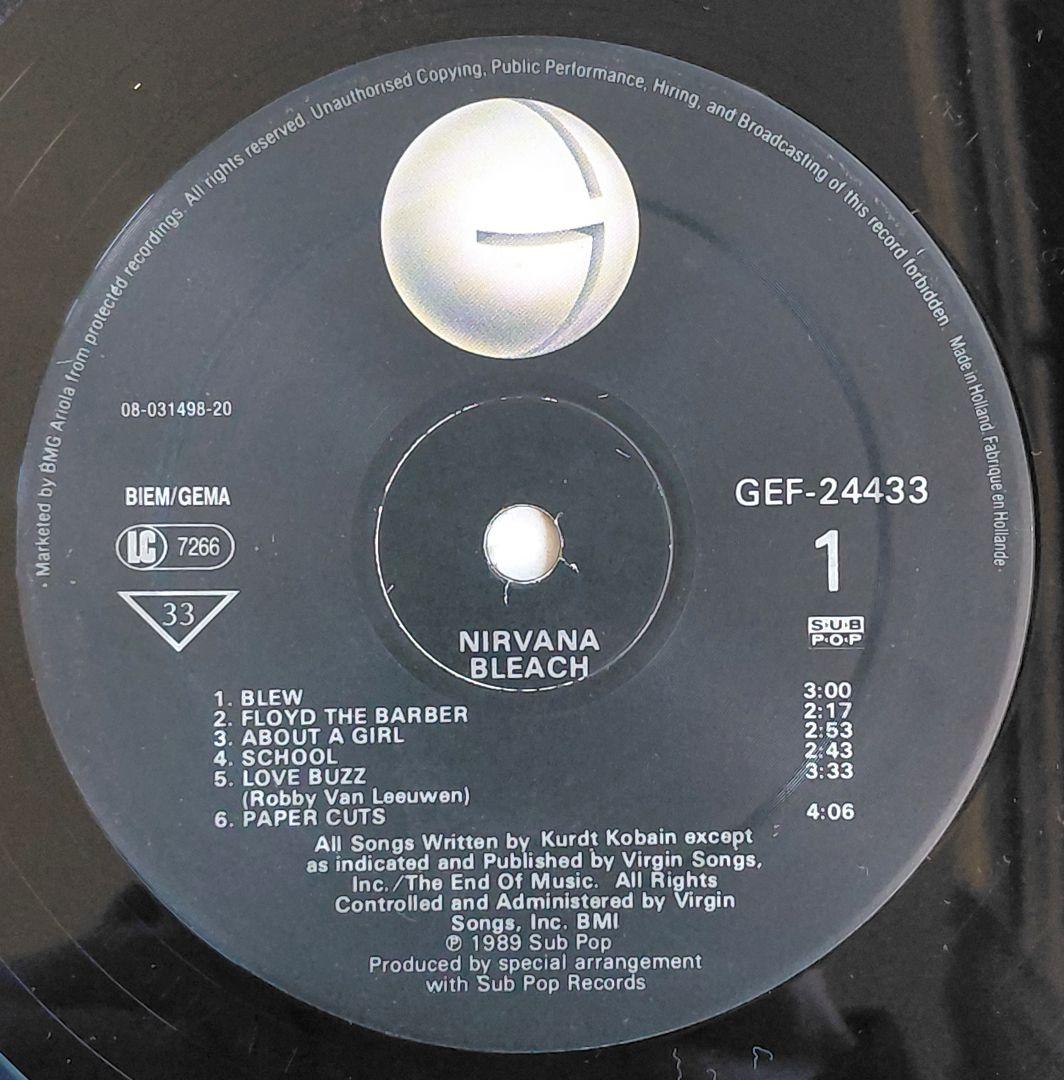 • Marketed by BMG Ariola from protected recordings. All rights reserved. Unauthorised Copying, Public Performance, Hiring, and Broadcasting of this record forbidden. Made in Holland. Fabriqué en Hollande •
08-031498-20
BIEM/GEMA
LC 7266
33
GEF-24433
1
SUB
P·O·P
NIRVANA
BLEACH
1. BLEW 3:00
2. FLOYD THE BARBER 2:17
3. ABOUT A GIRL 2:53
4. SCHOOL 2:43
5. LOVE BUZZ 3:33
(Robby Van Leeuwen)
6. PAPER CUTS 4:06
All Songs Written by Kurdt Kobain except
as indicated and Published by Virgin Songs,
Inc./The End Of Music. All Rights
Controlled and Administered by Virgin
Songs, Inc. BMI
℗ 1989 Sub Pop
Produced by special arrangement
with Sub Pop Records